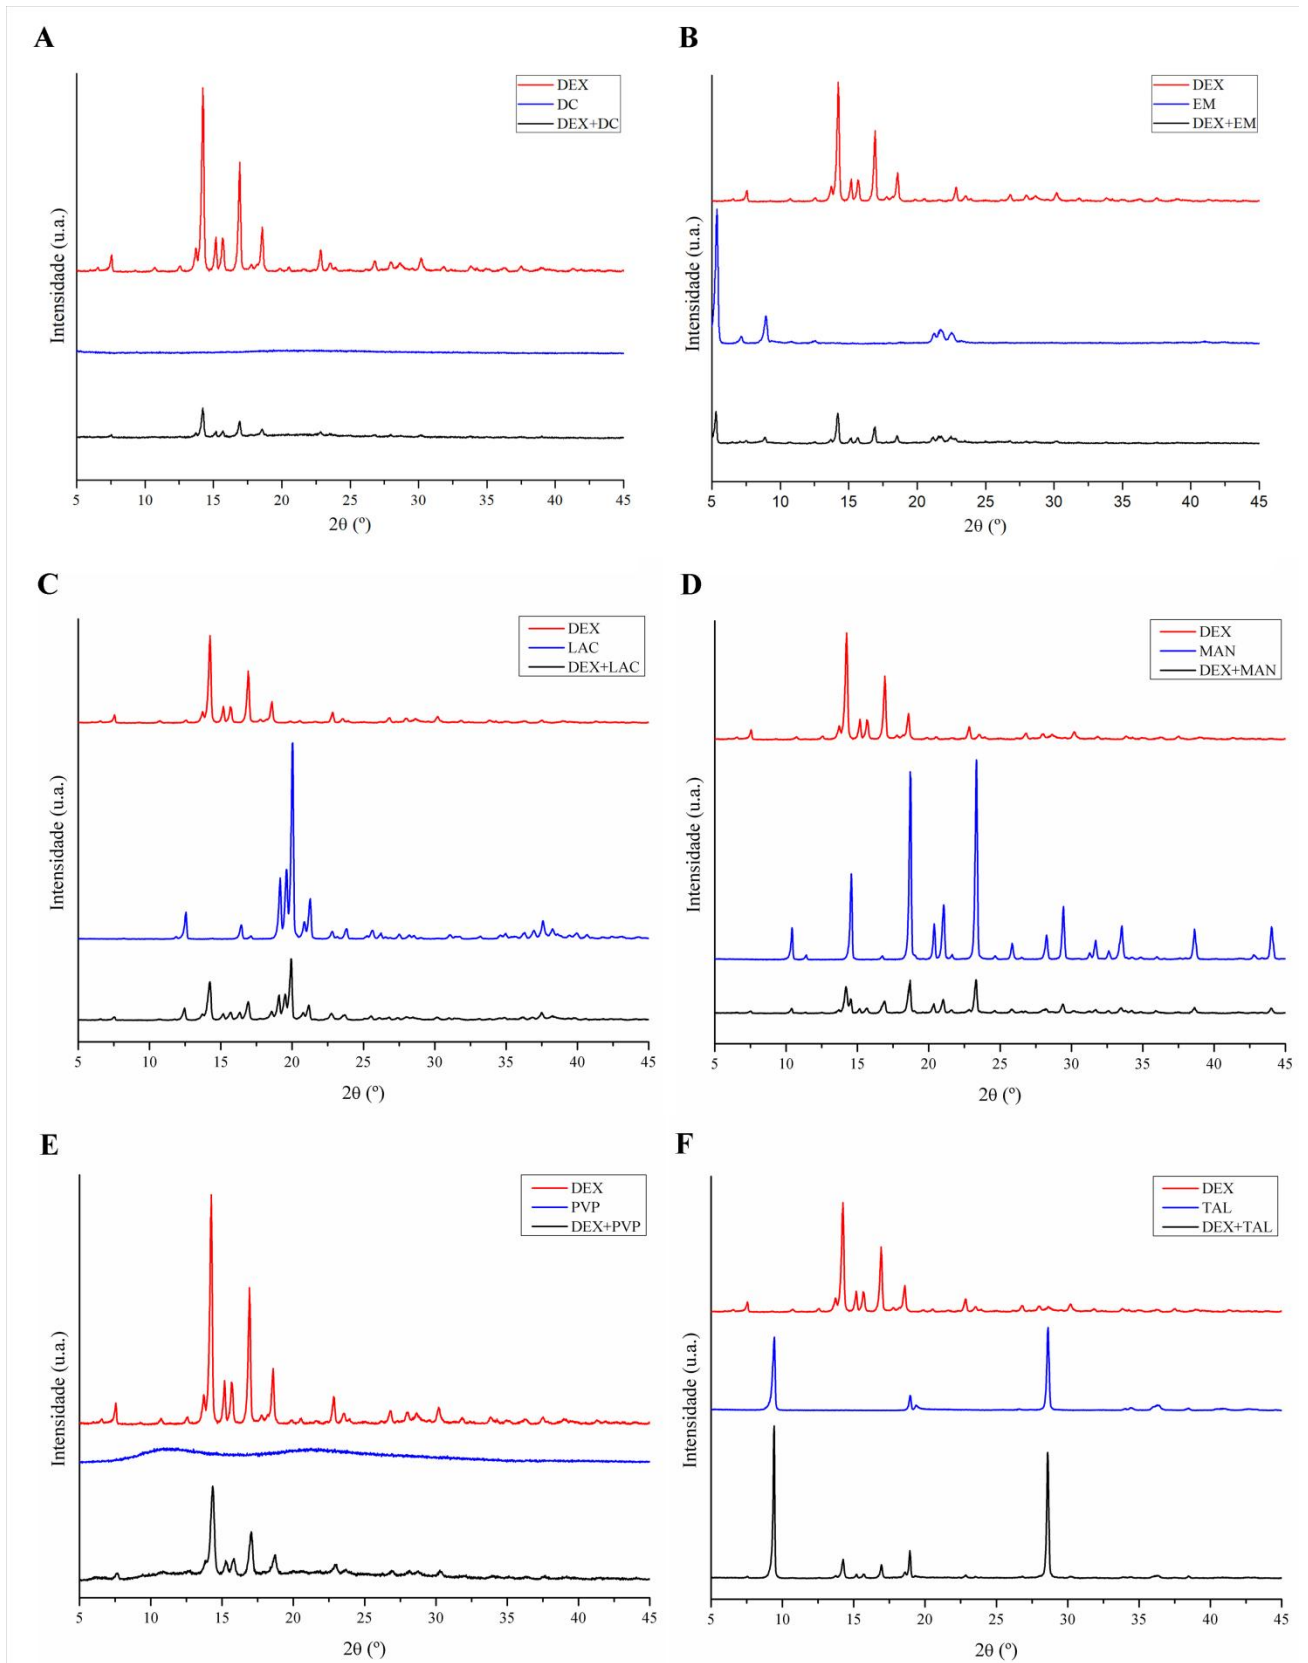 A
DEX
DC
DEX+DC
Intensidade (u.a.)
5 10 15 20 25 30 35 40 45
2θ (º)
B
DEX
EM
DEX+EM
Intensidade (u.a.)
5 10 15 20 25 30 35 40 45
2θ (º)
C
DEX
LAC
DEX+LAC
Intensidade (u.a.)
5 10 15 20 25 30 35 40 45
2θ (º)
D
DEX
MAN
DEX+MAN
Intensidade (u.a.)
5 10 15 20 25 30 35 40 45
2θ (º)
E
DEX
PVP
DEX+PVP
Intensidade (u.a.)
5 10 15 20 25 30 35 40 45
2θ (º)
F
DEX
TAL
DEX+TAL
Intensidade (u.a.)
5 10 15 20 25 30 35 40 45
2θ (º)